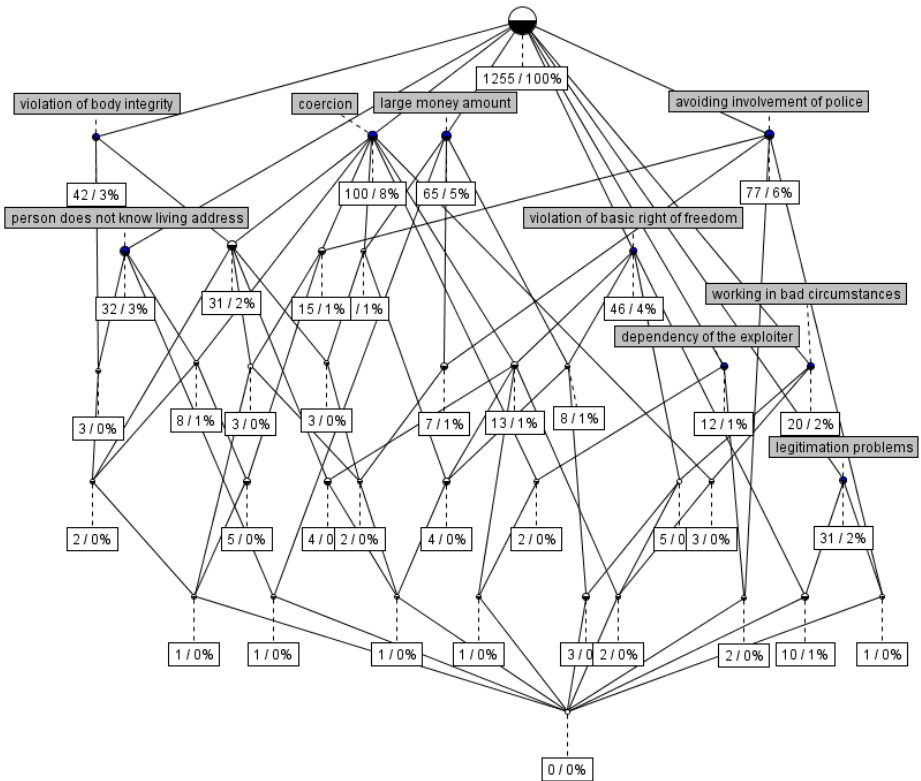 1255 / 100%
violation of body integrity
coercion
large money amount
avoiding involvement of police
42 / 3%
100 / 8%
65 / 5%
77 / 6%
person does not know living address
violation of basic right of freedom
32 / 3%
31 / 2%
15 / 1%
/ 1%
46 / 4%
working in bad circumstances
dependency of the exploiter
3 / 0%
8 / 1%
3 / 0%
3 / 0%
7 / 1%
13 / 1%
8 / 1%
12 / 1%
20 / 2%
legitimation problems
2 / 0%
5 / 0%
4 / 0
2 / 0%
4 / 0%
2 / 0%
5 / 0
3 / 0%
31 / 2%
1 / 0%
1 / 0%
1 / 0%
1 / 0%
3 / 0
2 / 0%
2 / 0%
10 / 1%
1 / 0%
0 / 0%